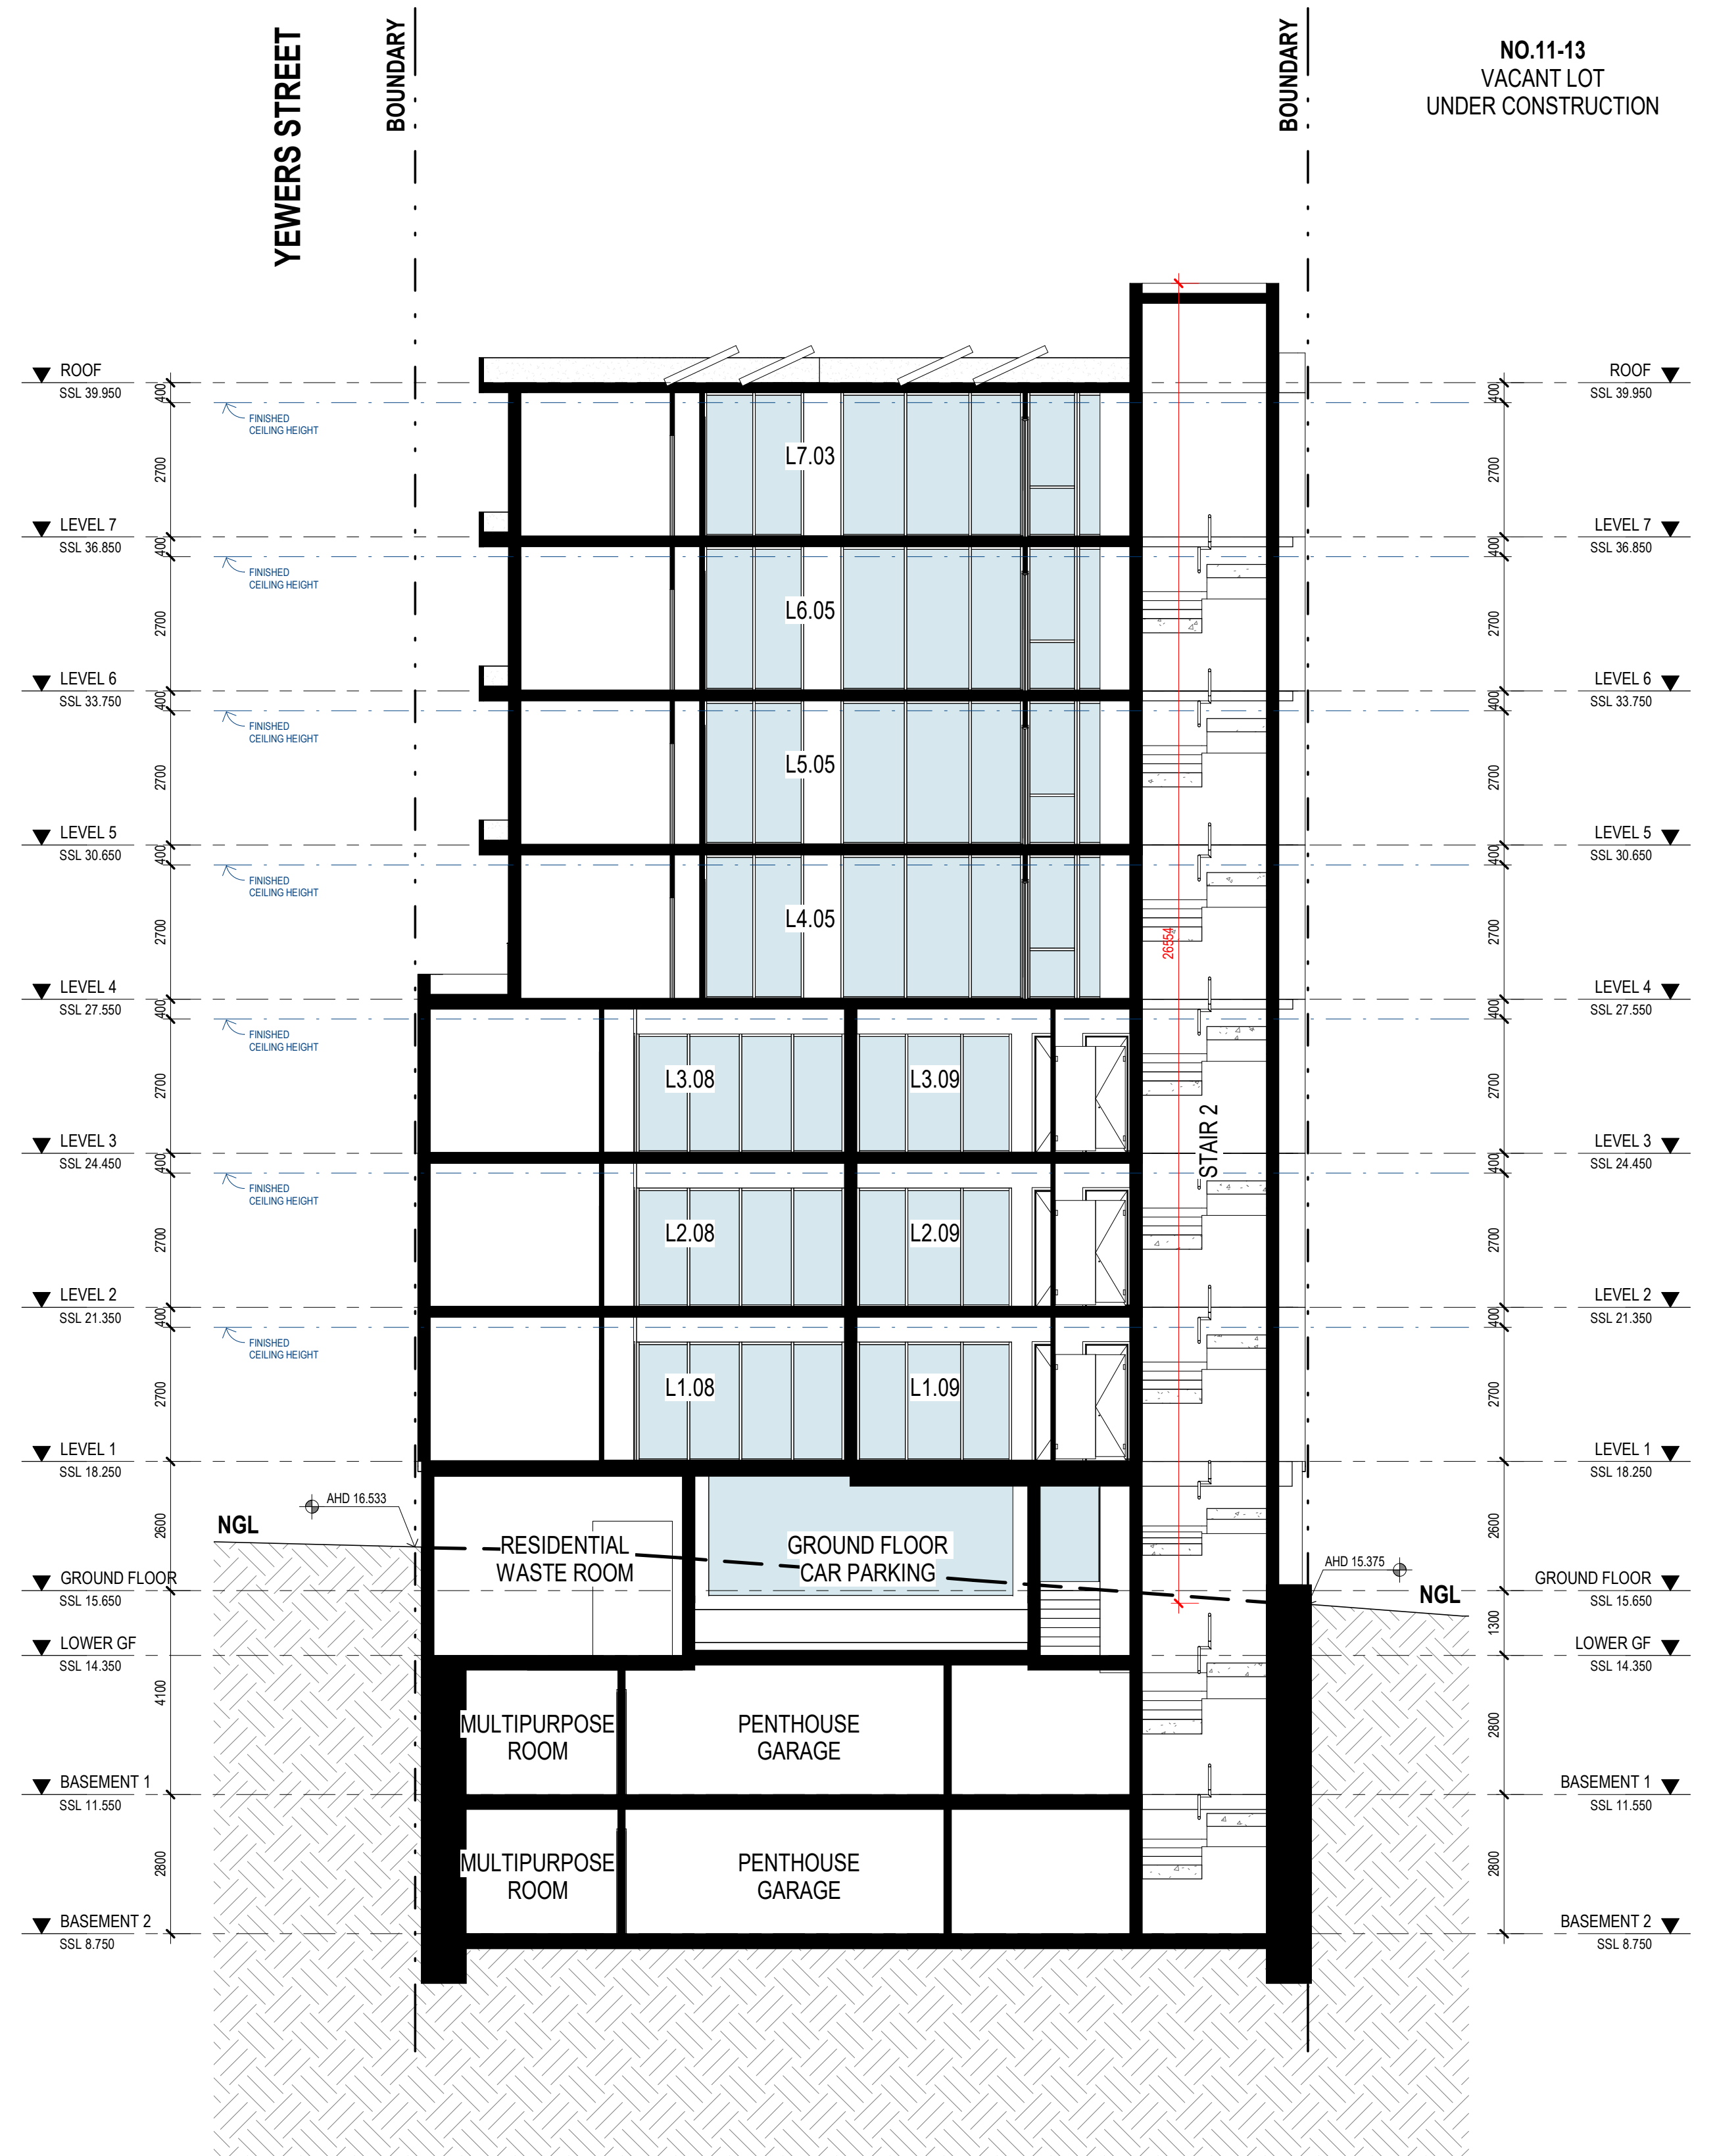 YEWERS STREET
BOUNDARY
BOUNDARY
NO.11-13
VACANT LOT
UNDER CONSTRUCTION
ROOF
SSL 39.950
400
FINISHED
CEILING HEIGHT
2700
L7.03
ROOF
SSL 39.950
400
2700
LEVEL 7
SSL 36.850
400
FINISHED
CEILING HEIGHT
2700
L6.05
LEVEL 7
SSL 36.850
400
2700
LEVEL 6
SSL 33.750
400
FINISHED
CEILING HEIGHT
2700
L5.05
LEVEL 6
SSL 33.750
400
2700
LEVEL 5
SSL 30.650
400
FINISHED
CEILING HEIGHT
2700
L4.05
26554
LEVEL 5
SSL 30.650
400
2700
LEVEL 4
SSL 27.550
400
FINISHED
CEILING HEIGHT
2700
L3.08
L3.09
STAIR 2
LEVEL 4
SSL 27.550
400
2700
LEVEL 3
SSL 24.450
400
FINISHED
CEILING HEIGHT
2700
L2.08
L2.09
LEVEL 3
SSL 24.450
400
2700
LEVEL 2
SSL 21.350
400
FINISHED
CEILING HEIGHT
2700
L1.08
L1.09
LEVEL 2
SSL 21.350
400
2700
LEVEL 1
SSL 18.250
AHD 16.533
NGL
2600
RESIDENTIAL
WASTE ROOM
GROUND FLOOR
CAR PARKING
LEVEL 1
SSL 18.250
2600
AHD 15.375
NGL
GROUND FLOOR
SSL 15.650
GROUND FLOOR
SSL 15.650
1300
LOWER GF
SSL 14.350
4100
MULTIPURPOSE
ROOM
PENTHOUSE
GARAGE
LOWER GF
SSL 14.350
2800
BASEMENT 1
SSL 11.550
2800
MULTIPURPOSE
ROOM
PENTHOUSE
GARAGE
BASEMENT 1
SSL 11.550
2800
BASEMENT 2
SSL 8.750
BASEMENT 2
SSL 8.750